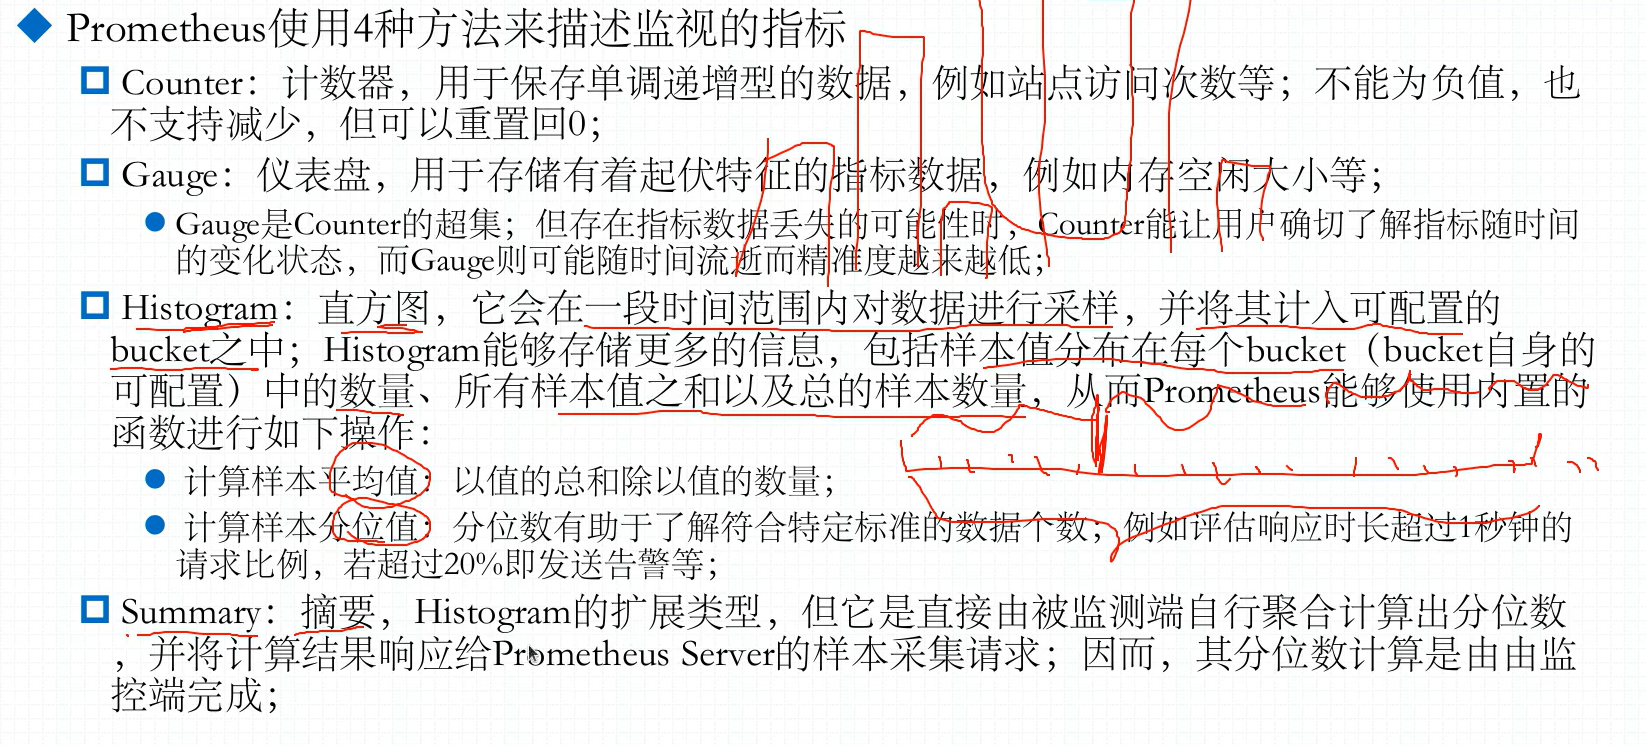 Prometheus使用4种方法来描述监视的指标
Counter：计数器，用于保存单调递增型的数据，例如站点访问次数等；不能为负值，也
不支持减少，但可以重置回0；
Gauge：仪表盘，用于存储有着起伏特征的指标数据，例如内存空闲大小等；
Gauge是Counter的超集；但存在指标数据丢失的可能性时，Counter能让用户确切了解指标随时间
的变化状态，而Gauge则可能随时间流逝而精准度越来越低；
Histogram：直方图，它会在一段时间范围内对数据进行采样，并将其计入可配置的
bucket之中；Histogram能够存储更多的信息，包括样本值分布在每个bucket（bucket自身的
可配置）中的数量、所有样本值之和以及总的样本数量，从而Prometheus能够使用内置的
函数进行如下操作：
计算样本平均值：以值的总和除以值的数量；
计算样本分位值：分位数有助于了解符合特定标准的数据个数；例如评估响应时长超过1秒钟的
请求比例，若超过20%即发送告警等；
Summary：摘要，Histogram的扩展类型，但它是直接由被监测端自行聚合计算出分位数
，并将计算结果响应给Prometheus Server的样本采集请求；因而，其分位数计算是由由监
控端完成；